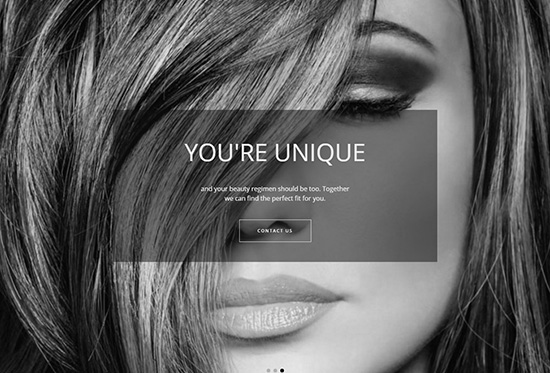 YOU'RE UNIQUE
and your beauty regimen should be too. Together
we can find the perfect fit for you.
CONTACT US